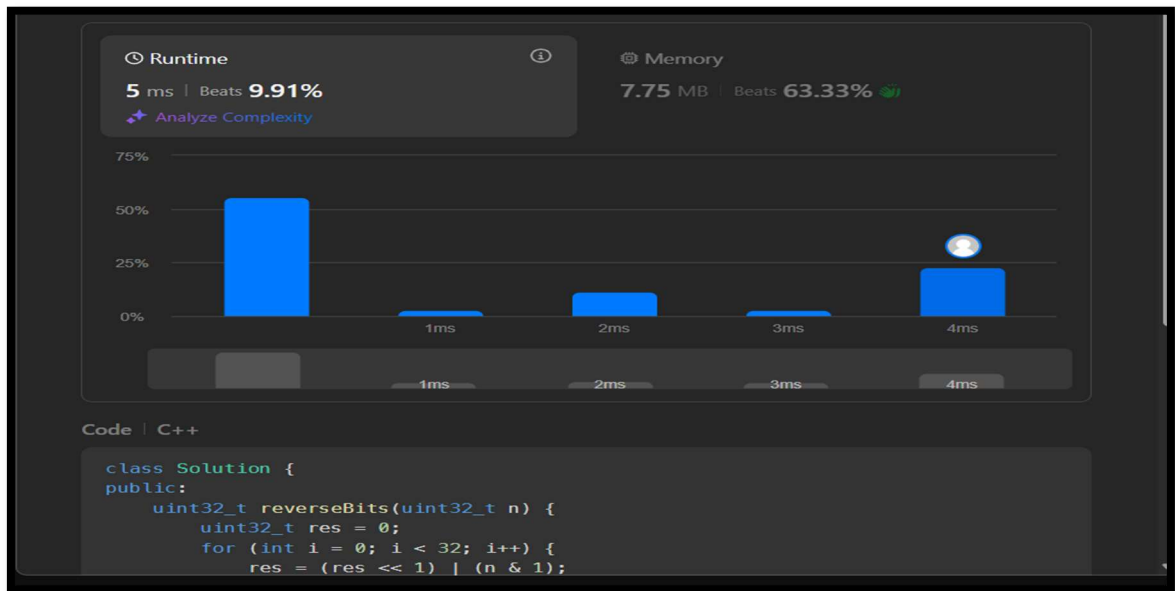 Runtime
5 ms | Beats 9.91%
Analyze Complexity
Memory
7.75 MB | Beats 63.33%
75%
50%
25%
0%
1ms 2ms 3ms 4ms
1ms 2ms 3ms 4ms
Code | C++
class Solution {
public:
    uint32_t reverseBits(uint32_t n) {
        uint32_t res = 0;
        for (int i = 0; i < 32; i++) {
            res = (res << 1) | (n & 1);